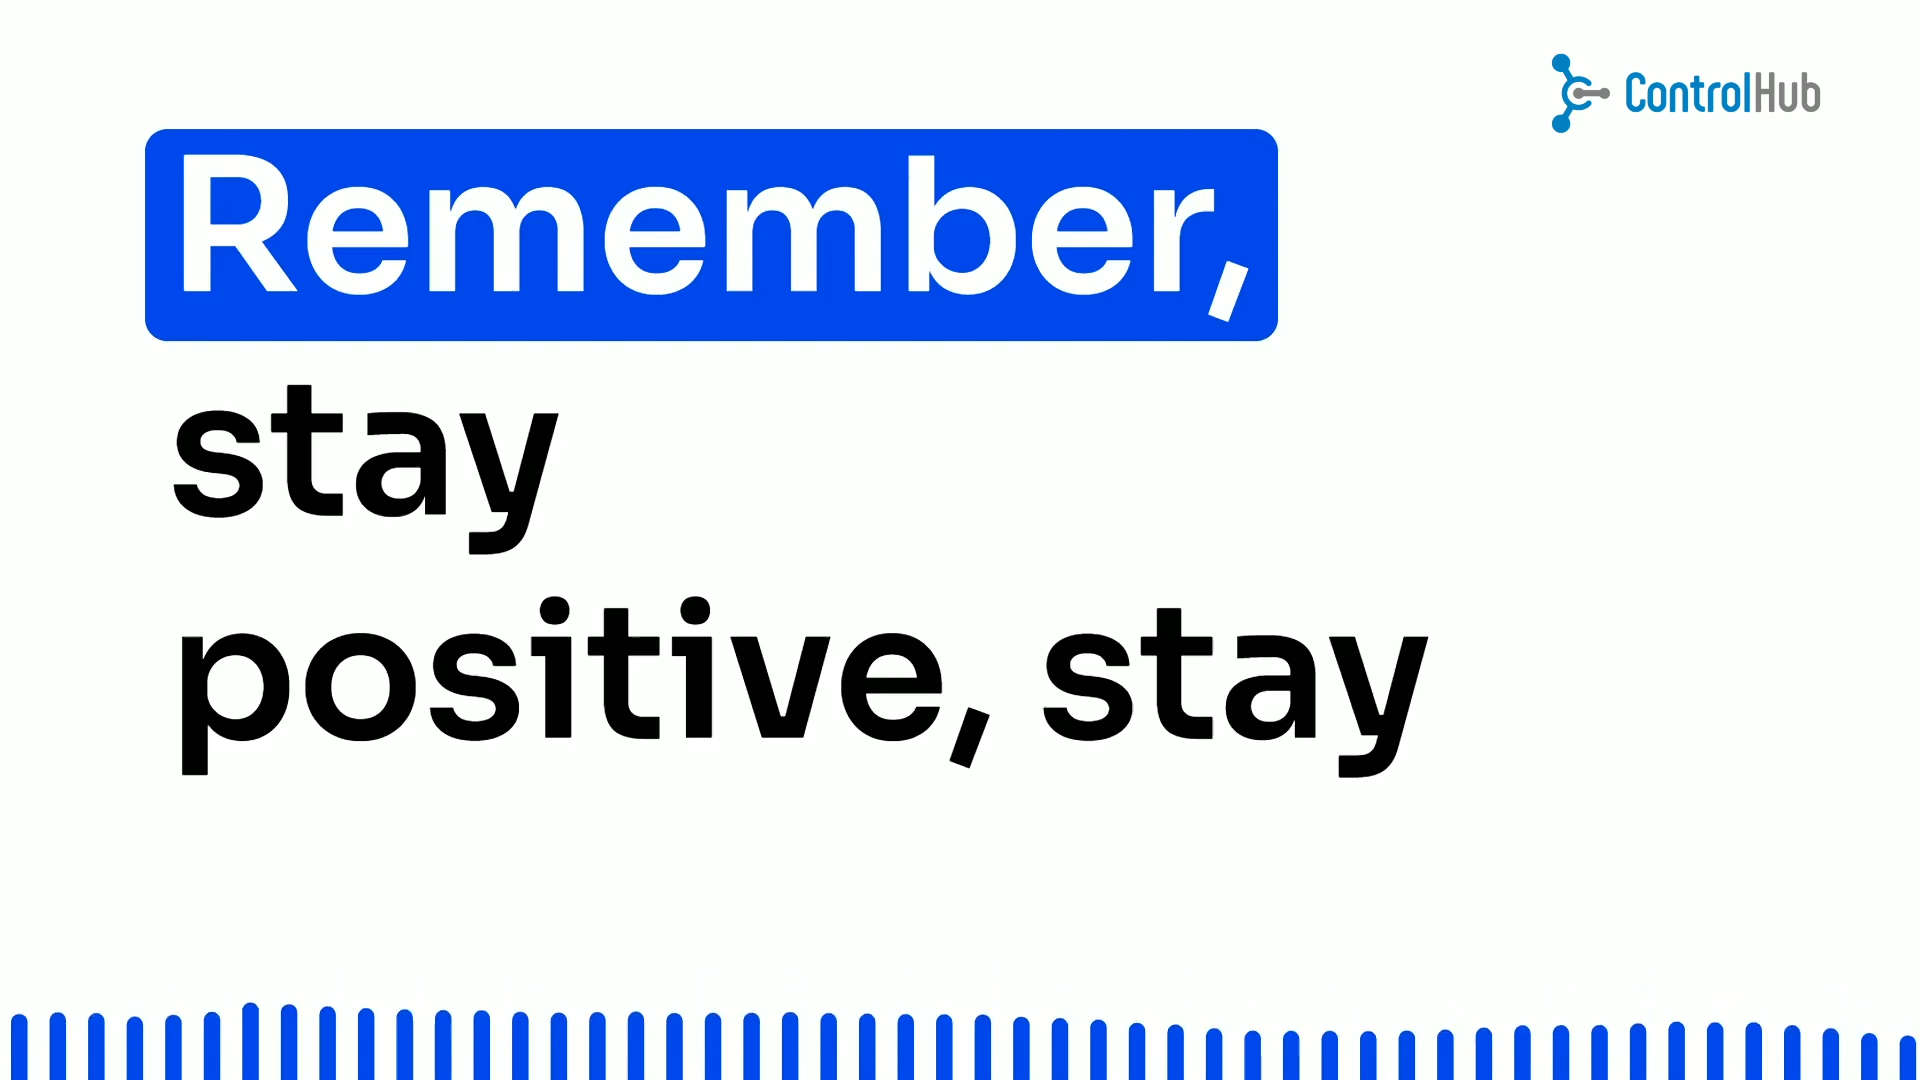 ControlHub
Remember,
stay
positive, stay